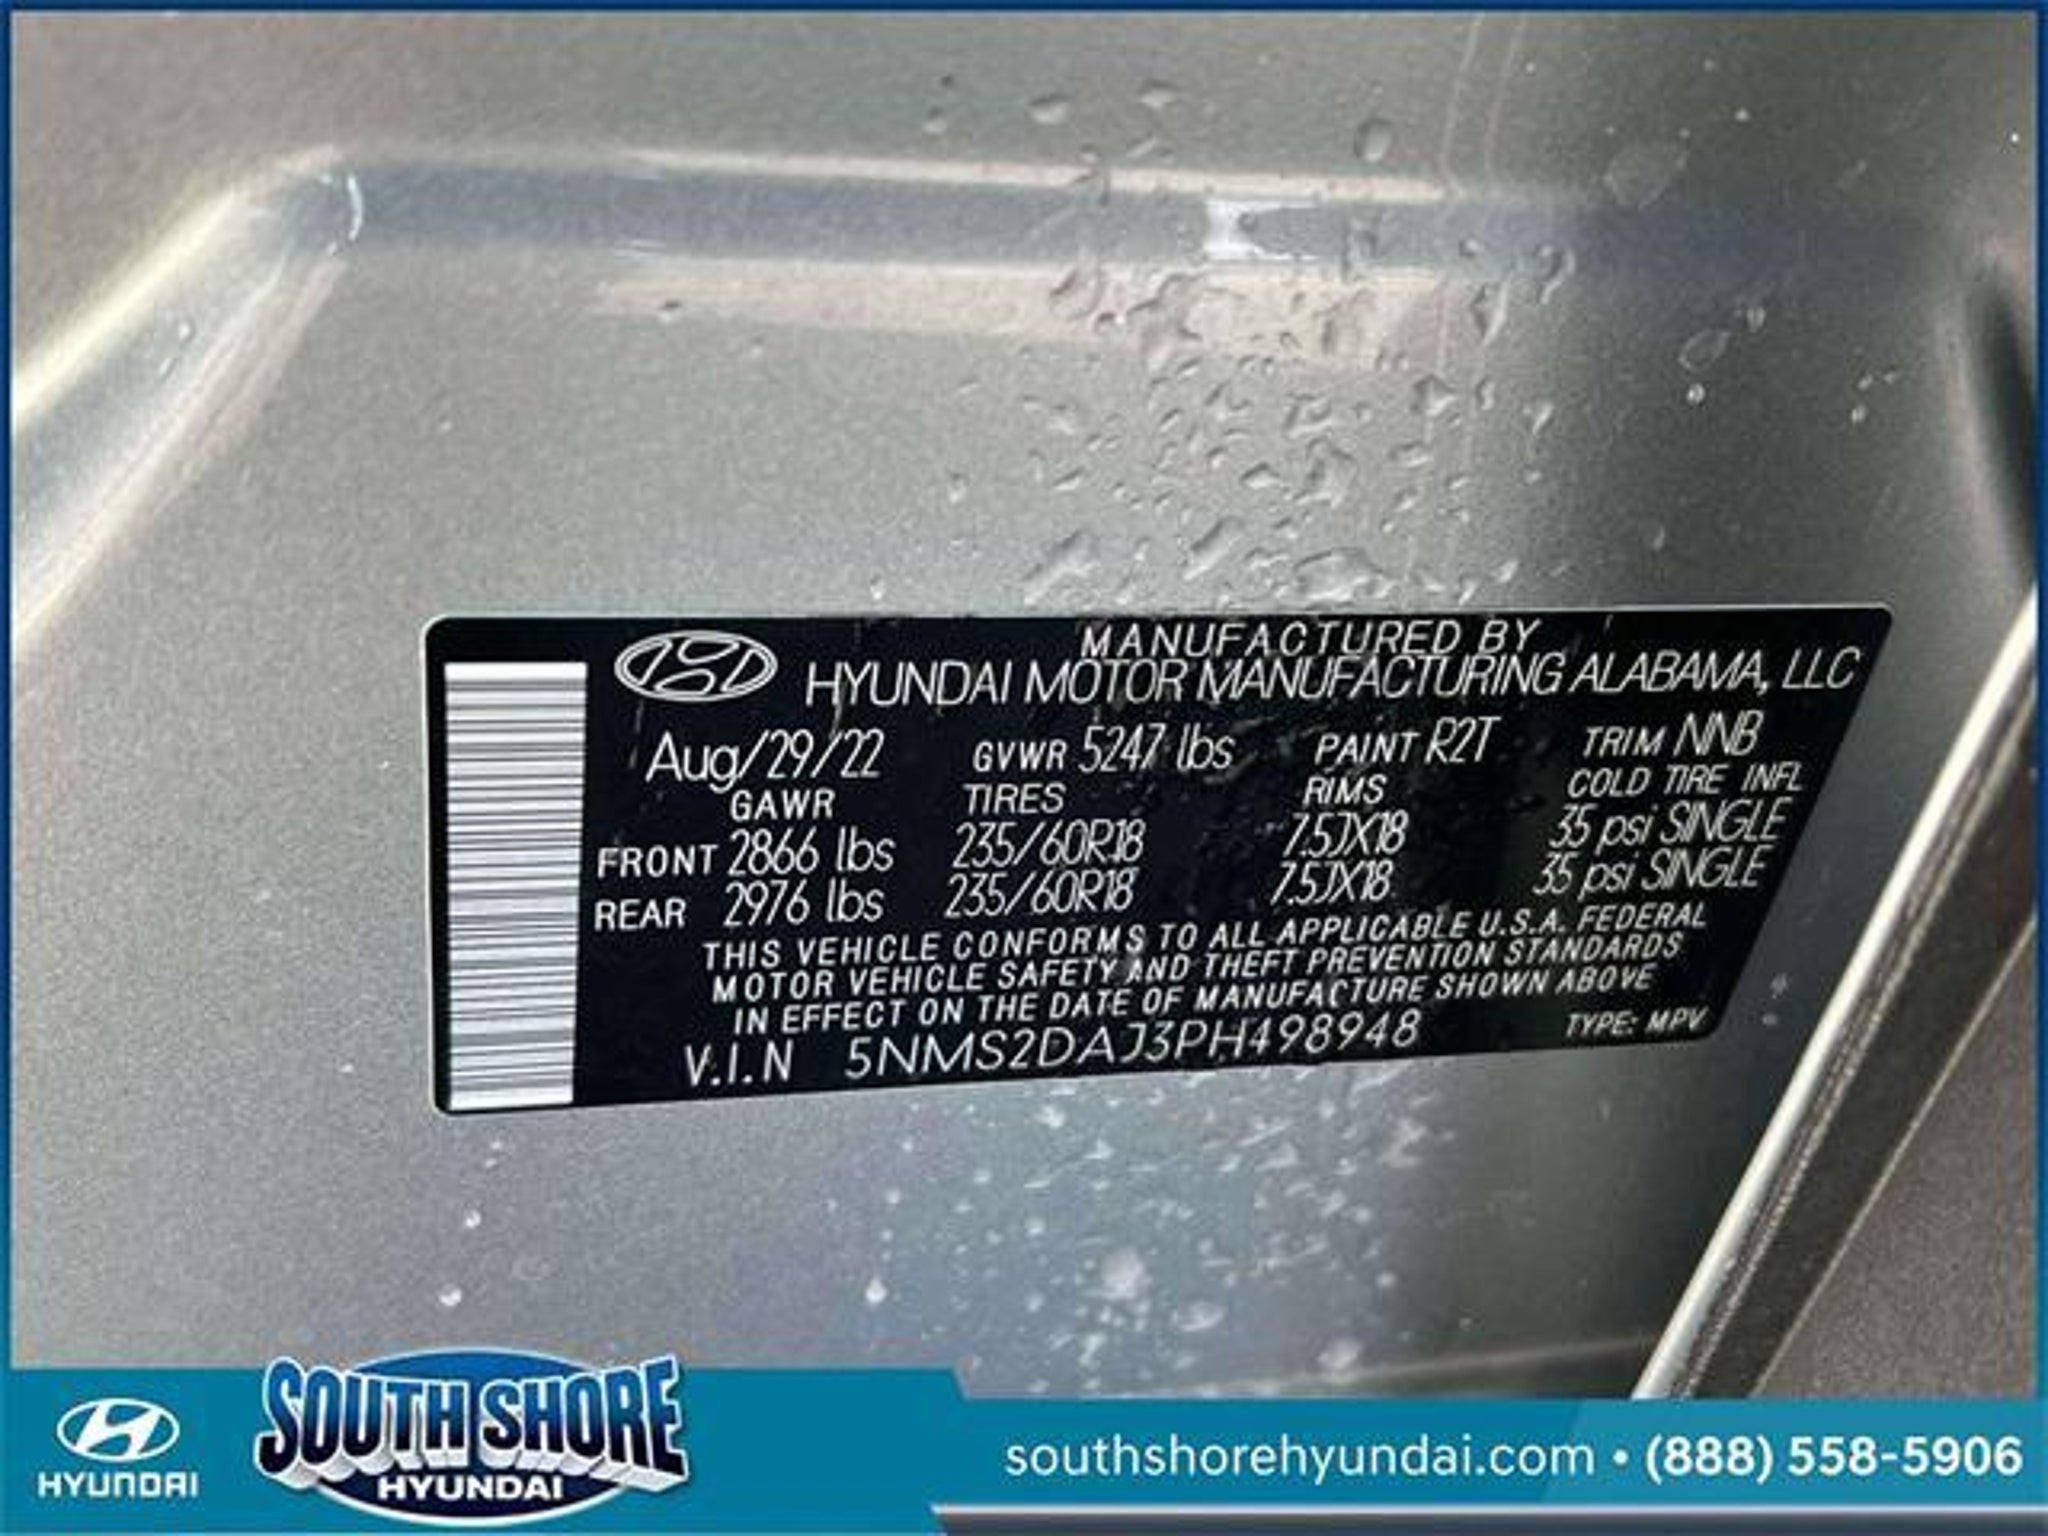 MANUFACTURED BY
HYUNDAI MOTOR MANUFACTURING ALABAMA, LLC
Aug/29/22 GVWR 5247 lbs PAINT R2T TRIM NNB
GAWR TIRES RIMS COLD TIRE INFL
FRONT 2866 lbs 235/60R18 7.5JX18 35 psi SINGLE
REAR 2976 lbs 235/60R18 7.5JX18 35 psi SINGLE
THIS VEHICLE CONFORMS TO ALL APPLICABLE U.S.A. FEDERAL
MOTOR VEHICLE SAFETY AND THEFT PREVENTION STANDARDS
IN EFFECT ON THE DATE OF MANUFACTURE SHOWN ABOVE
V.I.N 5NMS2DAJ3PH498948 TYPE: MPV
SOUTH SHORE
HYUNDAI
HYUNDAI
southshorehyundai.com • (888) 558-5906